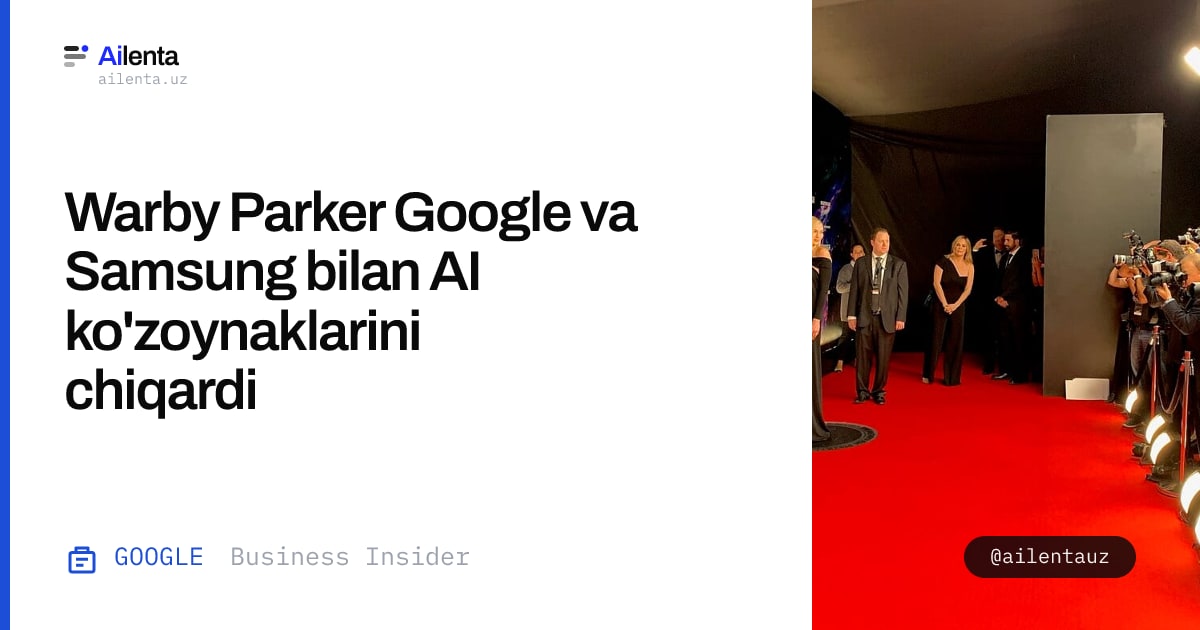 Ailenta
ailenta.uz
Warby Parker Google va
Samsung bilan AI
ko'zoynaklarini
chiqardi
GOOGLE Business Insider
@ailentauz